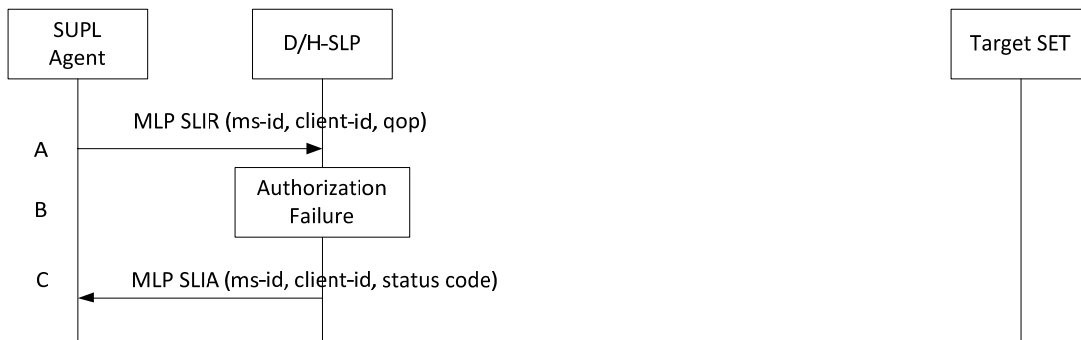 SUPL
Agent
D/H-SLP
Target SET
MLP SLIR (ms-id, client-id, qop)
A
Authorization
Failure
B
C
MLP SLIA (ms-id, client-id, status code)